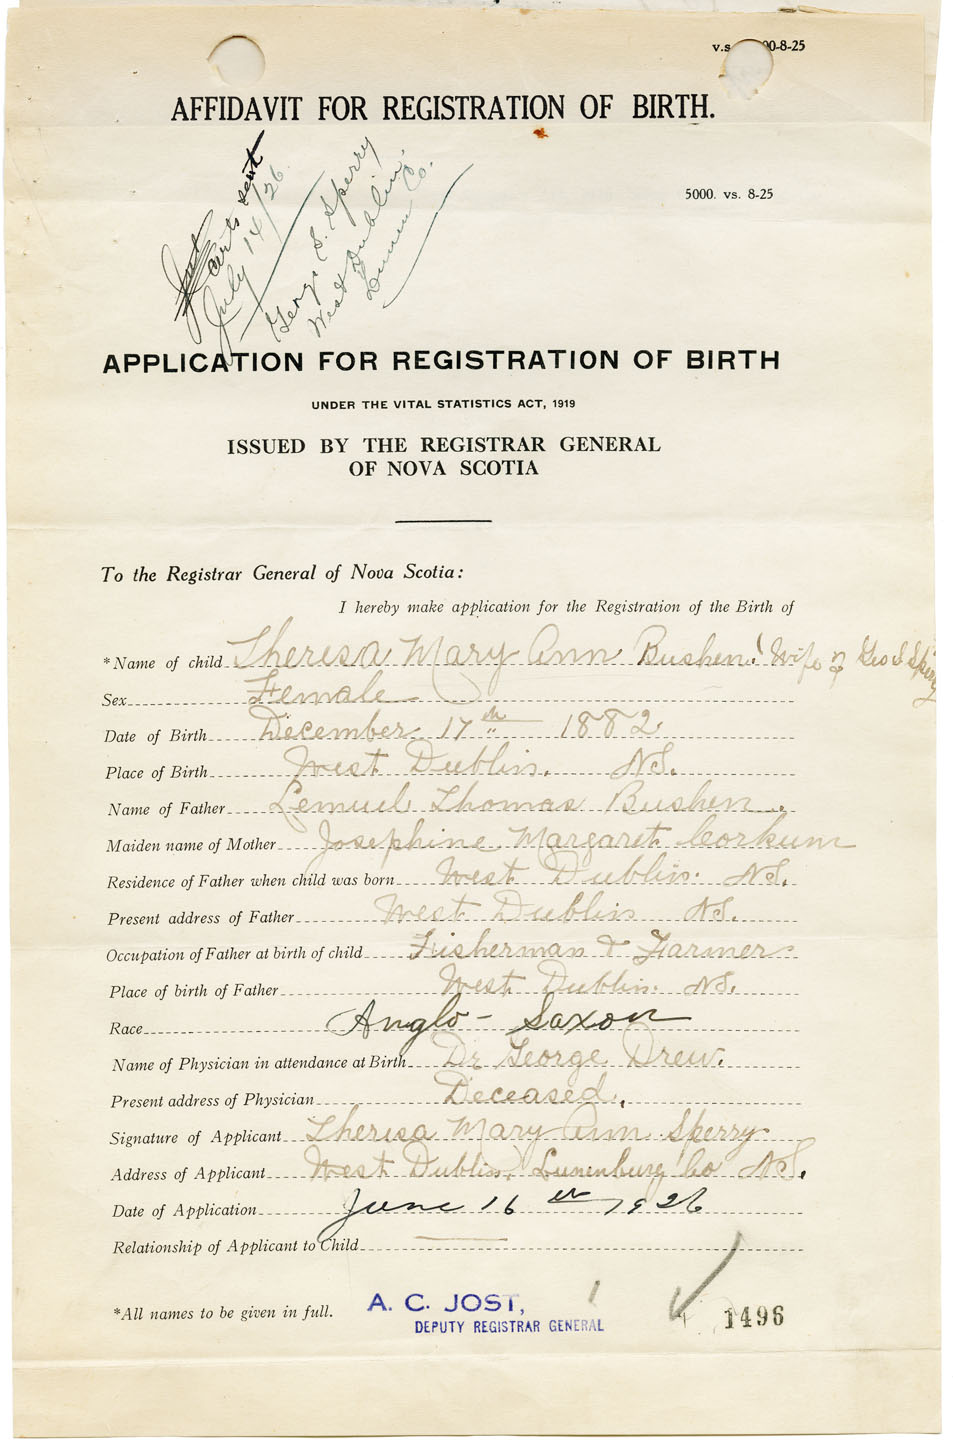 v.s. 00-8-25
AFFIDAVIT FOR REGISTRATION OF BIRTH.
5000. vs. 8-25
certs sent
July 14/26.
George S. Sperry
West Dublin.
Lunen Co.
APPLICATION FOR REGISTRATION OF BIRTH
UNDER THE VITAL STATISTICS ACT, 1919
ISSUED BY THE REGISTRAR GENERAL
OF NOVA SCOTIA
To the Registrar General of Nova Scotia:
I hereby make application for the Registration of the Birth of
*Name of child Theresa Mary Ann Bushen. Wife of Geo S Sperry
Sex Female
Date of Birth December 17th 1882.
Place of Birth West Dublin. N.S.
Name of Father Lemuel Thomas Bushen.
Maiden name of Mother Josephine Margaret Corkum
Residence of Father when child was born West Dublin. N.S.
Present address of Father West Dublin N.S.
Occupation of Father at birth of child Fisherman & Farmer.
Place of birth of Father West Dublin. N.S.
Race Anglo-Saxon
Name of Physician in attendance at Birth Dr George Drew.
Present address of Physician Deceased.
Signature of Applicant Theresa Mary Ann Sperry
Address of Applicant West Dublin, Lunenburg Co N.S.
Date of Application June 16th 1926
Relationship of Applicant to Child
*All names to be given in full.
A. C. JOST,
DEPUTY REGISTRAR GENERAL
1496